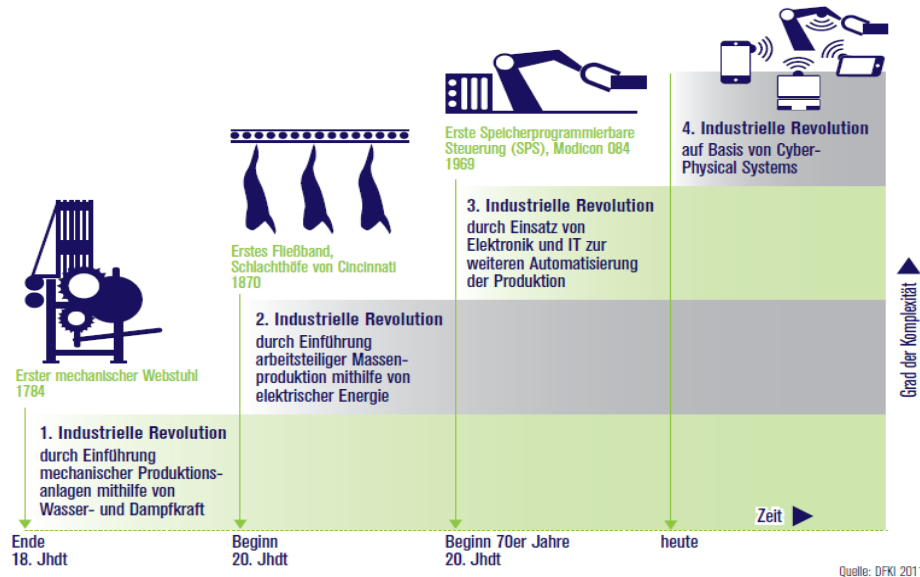 Erste Speicherprogrammierbare
Steuerung (SPS), Modicon 084
1969
4. Industrielle Revolution
auf Basis von Cyber-
Physical Systems
3. Industrielle Revolution
durch Einsatz von
Elektronik und IT zur
weiteren Automatisierung
der Produktion
Erstes Fließband,
Schlachthöfe von Cincinnati
1870
2. Industrielle Revolution
durch Einführung
arbeitsteiliger Massen-
produktion mithilfe von
elektrischer Energie
Erster mechanischer Webstuhl
1784
1. Industrielle Revolution
durch Einführung
mechanischer Produktions-
anlagen mithilfe von
Wasser- und Dampfkraft
Grad der Komplexität
Zeit
Ende
18. Jhdt
Beginn
20. Jhdt
Beginn 70er Jahre
20. Jhdt
heute
Quelle: DFKI 201